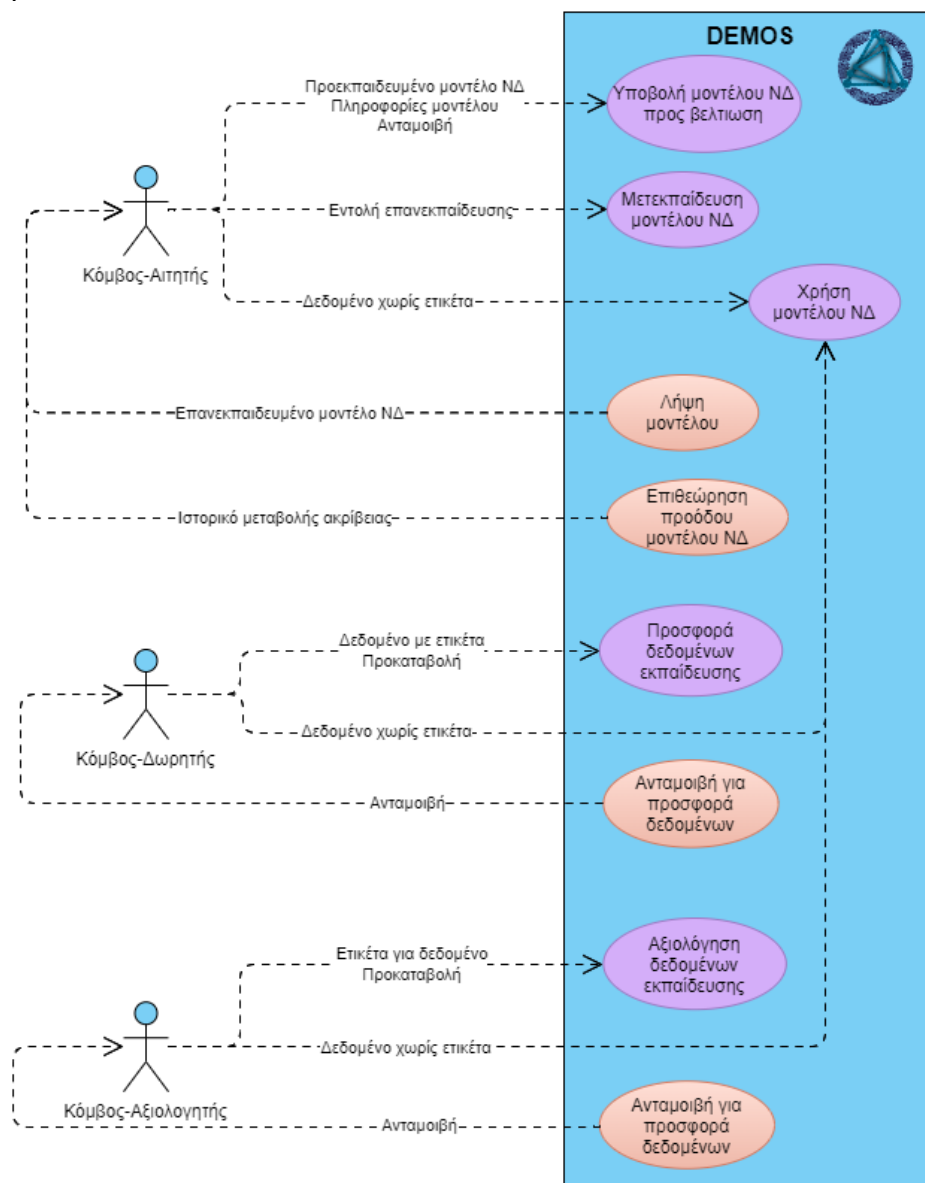 DEMOS
Προεκπαιδευμένο μοντέλο ΝΔ
Πληροφορίες μοντέλου
Ανταμοιβή
Υποβολή μοντέλου ΝΔ
προς βελτιωση
Εντολή επανεκπαίδευσης
Μετεκπαίδευση
μοντέλου ΝΔ
Κόμβος-Αιτητής
Δεδομένο χωρίς ετικέτα
Χρήση
μοντέλου ΝΔ
Επανεκπαιδευμένο μοντέλο ΝΔ
Λήψη
μοντέλου
Ιστορικό μεταβολής ακρίβειας
Επιθεώρηση
προόδου
μοντέλου ΝΔ
Δεδομένο με ετικέτα
Προκαταβολή
Προσφορά
δεδομένων
εκπαίδευσης
Κόμβος-Δωρητής
Δεδομένο χωρίς ετικέτα
Ανταμοιβή
Ανταμοιβή για
προσφορά
δεδομένων
Ετικέτα για δεδομένο
Προκαταβολή
Αξιολόγηση
δεδομένων
εκπαίδευσης
Δεδομένο χωρίς ετικέτα
Κόμβος-Αξιολογητής
Ανταμοιβή
Ανταμοιβή για
προσφορά
δεδομένων